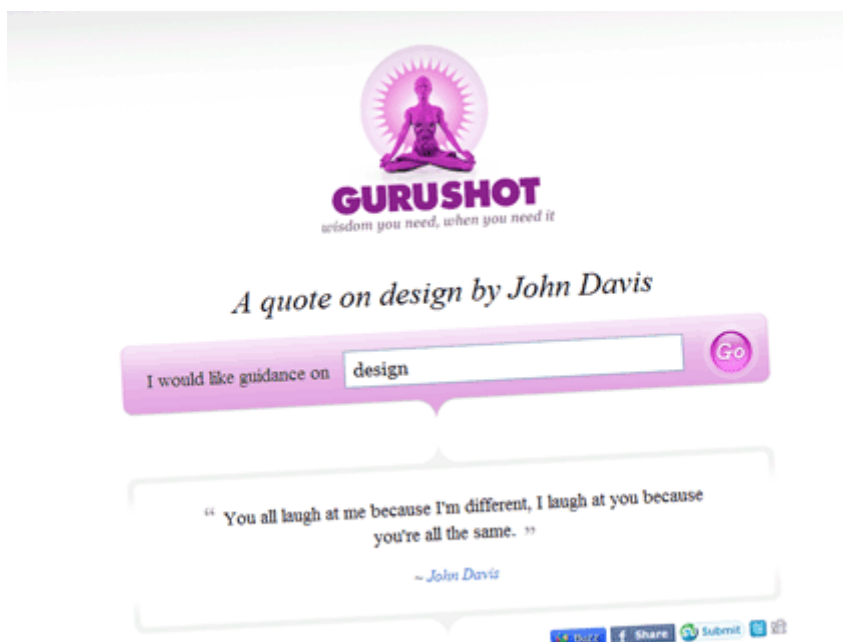 GURUSHOT
wisdom you need, when you need it
A quote on design by John Davis
I would like guidance on design Go
“ You all laugh at me because I'm different, I laugh at you because
you're all the same. ”
~ John Davis
Buzz f Share Submit